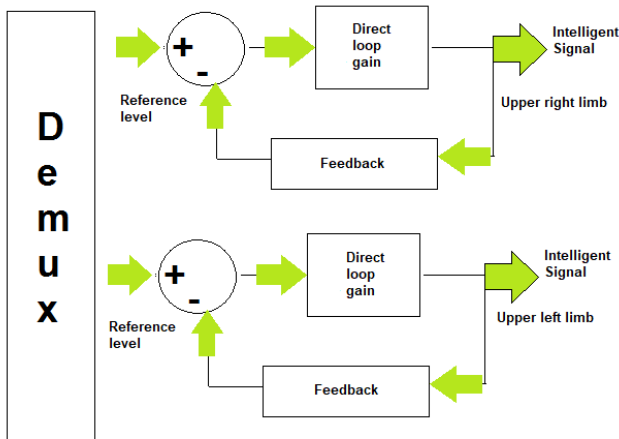 Demux
+
-
Reference
level
Direct
loop
gain
Intelligent
Signal
Upper right limb
Feedback
+
-
Reference
level
Direct
loop
gain
Intelligent
Signal
Upper left limb
Feedback